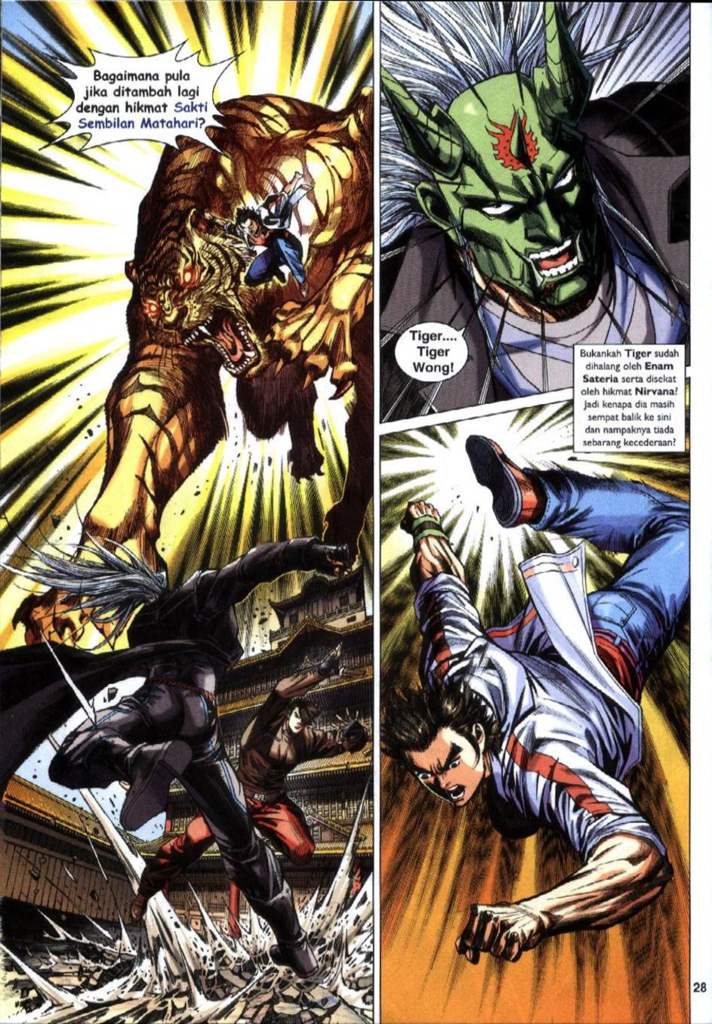 Bagaimana pula
jika ditambah lagi
dengan hikmat Sakti
Sembilan Matahari?
Tiger....
Tiger
Wong!
Bukankah Tiger sudah
dihalang oleh Enam
Sateria serta disekat
oleh hikmat Nirvana?
Jadi kenapa dia masih
sempat balik ke sini
dan nampaknya tiada
sebarang kecederaan?
28